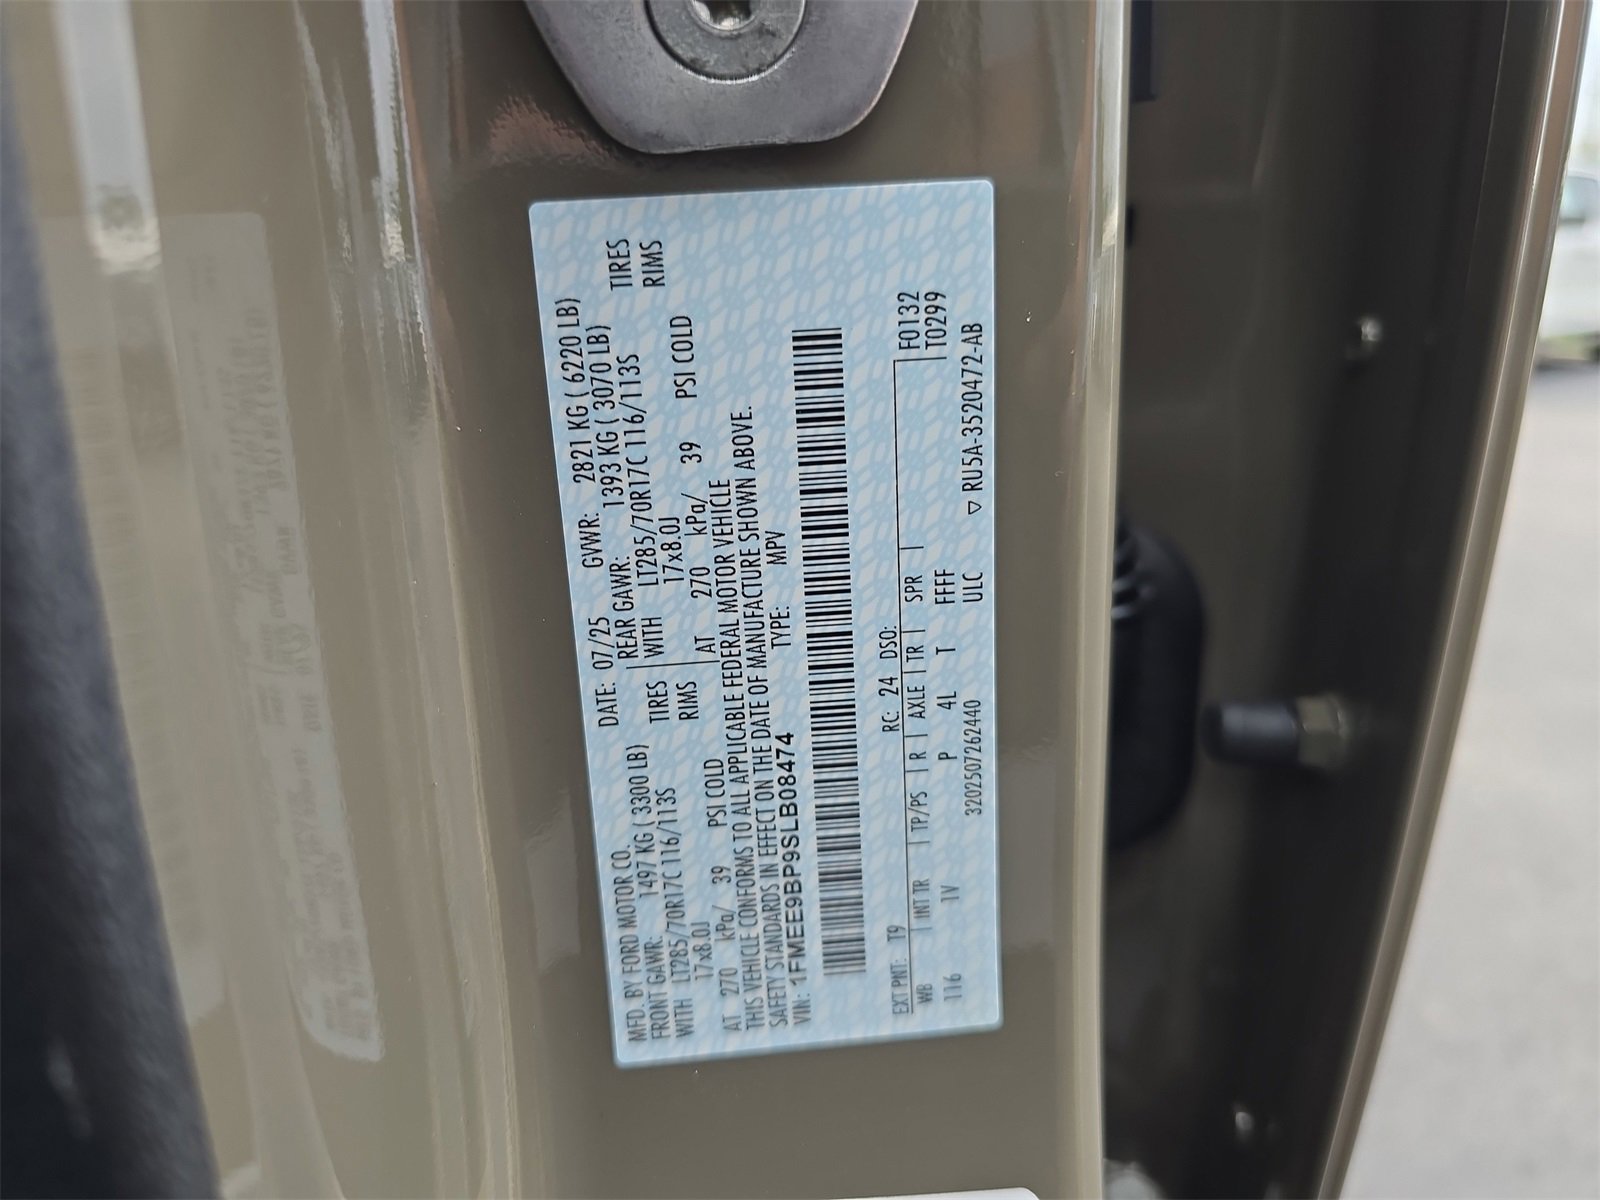 MFD. BY FORD MOTOR CO.
DATE: 07/25 GVWR: 2821 KG ( 6220 LB)
FRONT GAWR: 1497 KG ( 3300 LB) REAR GAWR: 1393 KG ( 3070 LB)
WITH LT285/70R17C 116/113S TIRES WITH LT285/70R17C 116/113S TIRES
17x8.0J RIMS 17x8.0J RIMS
AT 270 kPa/ 39 PSI COLD AT 270 kPa/ 39 PSI COLD
THIS VEHICLE CONFORMS TO ALL APPLICABLE FEDERAL MOTOR VEHICLE
SAFETY STANDARDS IN EFFECT ON THE DATE OF MANUFACTURE SHOWN ABOVE.
VIN: 1FMEE9BP9SLB08474 TYPE: MPV
EXT PNT: T9 RC: 24 DSO: F0132
WB INT TR TP/PS R AXLE TR SPR T0299
116 1V P 4L T FFFF
3202507262440 ULC ▽ RU5A-3520472-AB